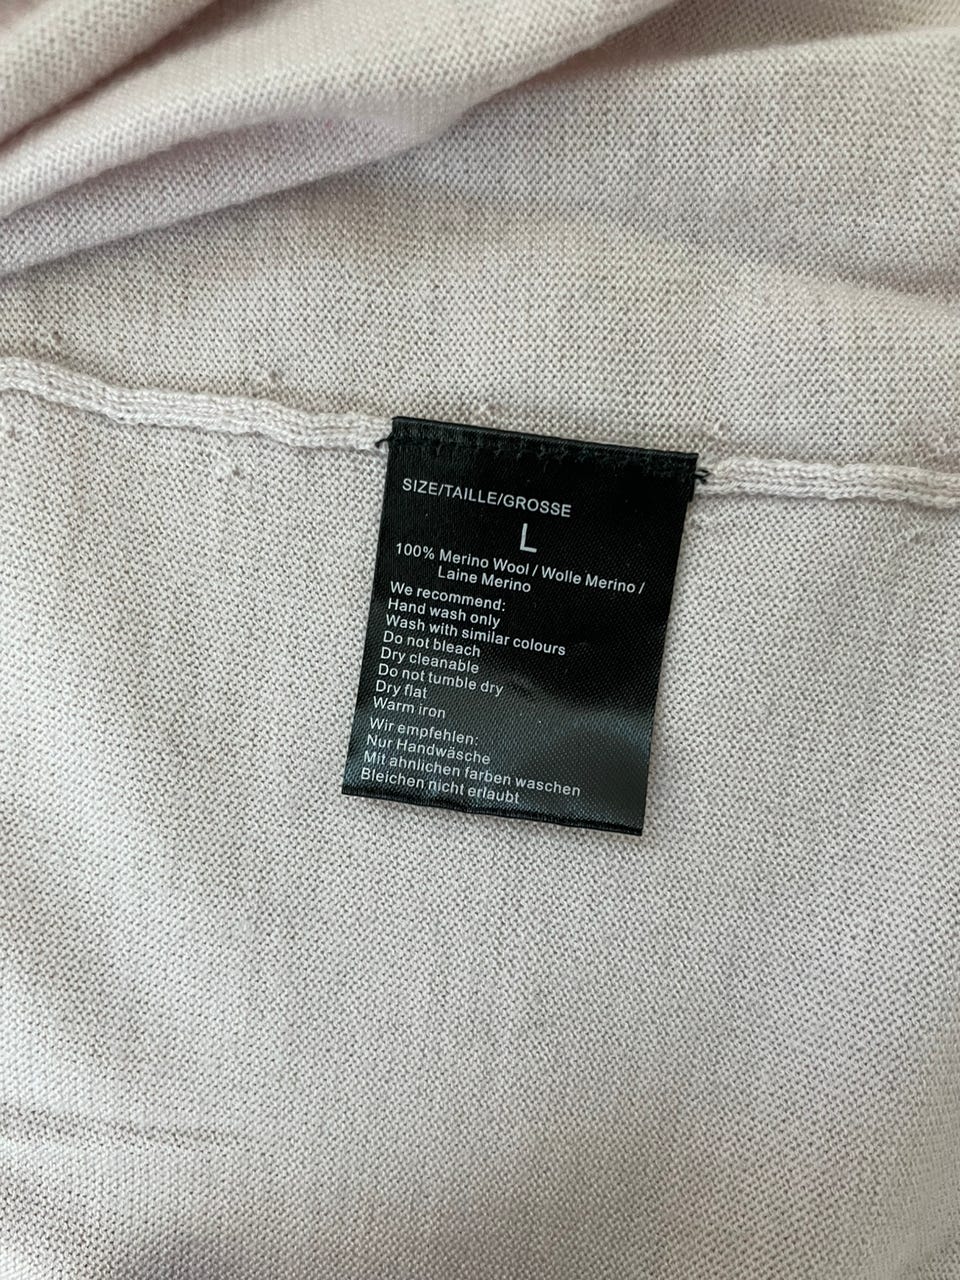 SIZE/TAILLE/GROSSE
L
100% Merino Wool / Wolle Merino /
Laine Merino
We recommend:
Hand wash only
Wash with similar colours
Do not bleach
Dry cleanable
Do not tumble dry
Dry flat
Warm iron
Wir empfehlen:
Nur Handwäsche
Mit ahnlichen farben waschen
Bleichen nicht erlaubt